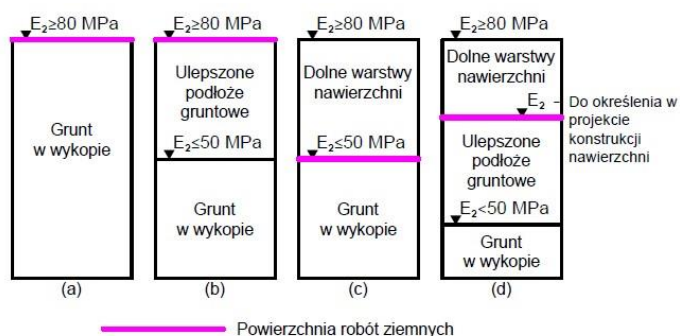 E₂≥80 MPa
Grunt
w wykopie
(a)
E₂≥80 MPa
Ulepszone
podłoże
gruntowe
E₂≤50 MPa
Grunt
w wykopie
(b)
E₂≥80 MPa
Dolne warstwy
nawierzchni
E₂≤50 MPa
Grunt
w wykopie
(c)
E₂≥80 MPa
Dolne warstwy
nawierzchni
E₂ - Do określenia w
projekcie
konstrukcji
nawierzchni
Ulepszone
podłoże
gruntowe
E₂<50 MPa
Grunt
w wykopie
(d)
Powierzchnia robót ziemnych